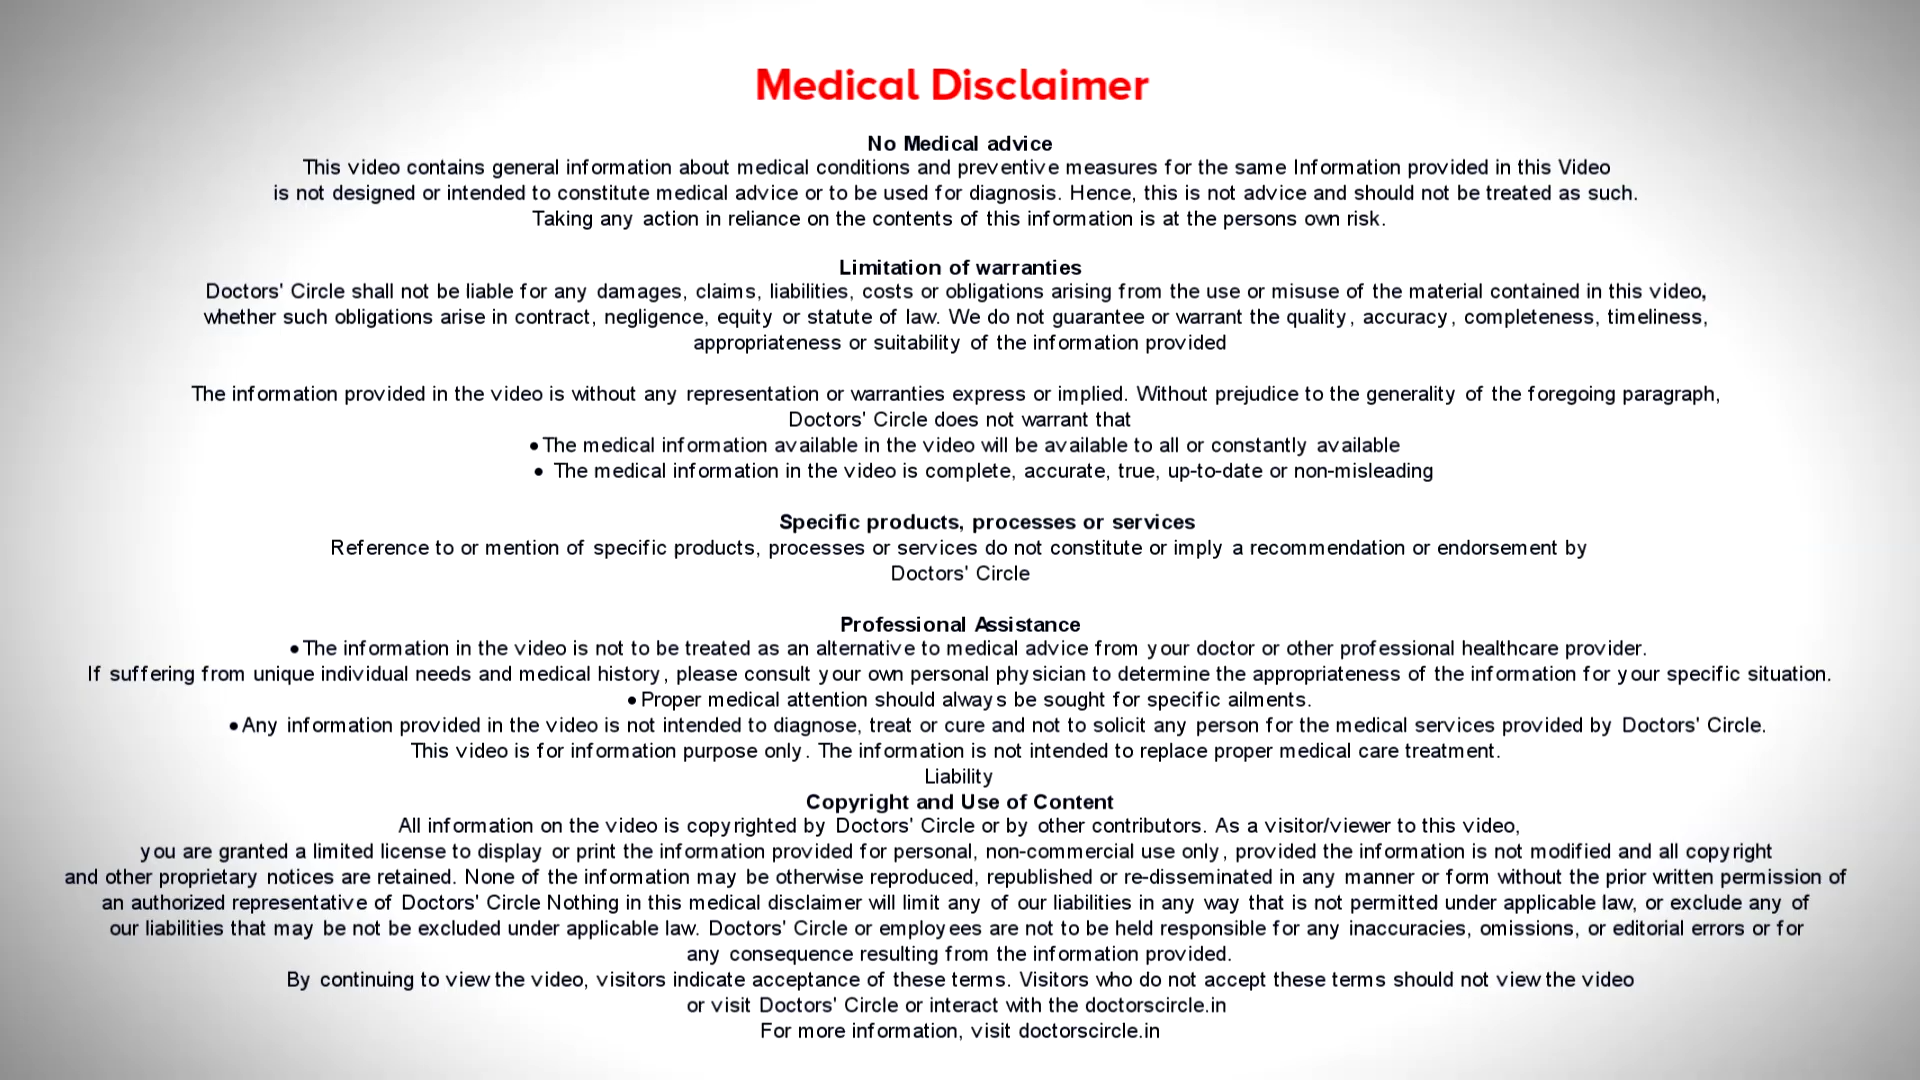 Medical Disclaimer
No Medical advice
This video contains general information about medical conditions and preventive measures for the same Information provided in this Video
is not designed or intended to constitute medical advice or to be used for diagnosis. Hence, this is not advice and should not be treated as such.
Taking any action in reliance on the contents of this information is at the persons own risk.
Limitation of warranties
Doctors' Circle shall not be liable for any damages, claims, liabilities, costs or obligations arising from the use or misuse of the material contained in this video,
whether such obligations arise in contract, negligence, equity or statute of law. We do not guarantee or warrant the quality, accuracy, completeness, timeliness,
appropriateness or suitability of the information provided
The information provided in the video is without any representation or warranties express or implied. Without prejudice to the generality of the foregoing paragraph,
Doctors' Circle does not warrant that
•The medical information available in the video will be available to all or constantly available
• The medical information in the video is complete, accurate, true, up-to-date or non-misleading
Specific products, processes or services
Reference to or mention of specific products, processes or services do not constitute or imply a recommendation or endorsement by
Doctors' Circle
Professional Assistance
•The information in the video is not to be treated as an alternative to medical advice from your doctor or other professional healthcare provider.
If suffering from unique individual needs and medical history, please consult your own personal physician to determine the appropriateness of the information for your specific situation.
•Proper medical attention should always be sought for specific ailments.
•Any information provided in the video is not intended to diagnose, treat or cure and not to solicit any person for the medical services provided by Doctors' Circle.
This video is for information purpose only. The information is not intended to replace proper medical care treatment.
Liability
Copyright and Use of Content
All information on the video is copyrighted by Doctors' Circle or by other contributors. As a visitor/viewer to this video,
you are granted a limited license to display or print the information provided for personal, non-commercial use only, provided the information is not modified and all copyright
and other proprietary notices are retained. None of the information may be otherwise reproduced, republished or re-disseminated in any manner or form without the prior written permission of
an authorized representative of Doctors' Circle Nothing in this medical disclaimer will limit any of our liabilities in any way that is not permitted under applicable law, or exclude any of
our liabilities that may be not be excluded under applicable law. Doctors' Circle or employees are not to be held responsible for any inaccuracies, omissions, or editorial errors or for
any consequence resulting from the information provided.
By continuing to view the video, visitors indicate acceptance of these terms. Visitors who do not accept these terms should not view the video
or visit Doctors' Circle or interact with the doctorscircle.in
For more information, visit doctorscircle.in